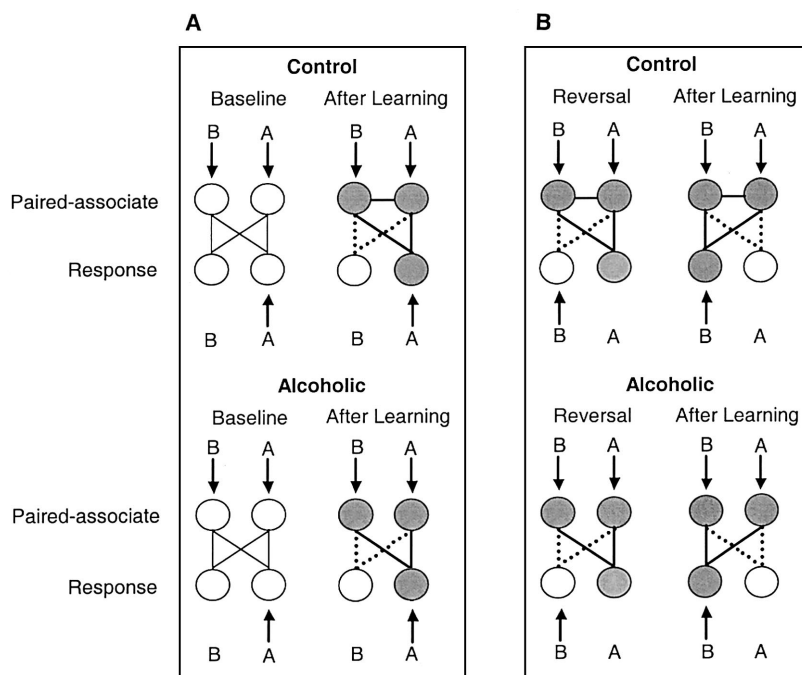 A
Control
Baseline After Learning
B A B A
Paired-associate
Response
B A B A
Alcoholic
Baseline After Learning
B A B A
Paired-associate
Response
B A B A
B
Control
Reversal After Learning
B A B A
B A B A
Alcoholic
Reversal After Learning
B A B A
B A B A